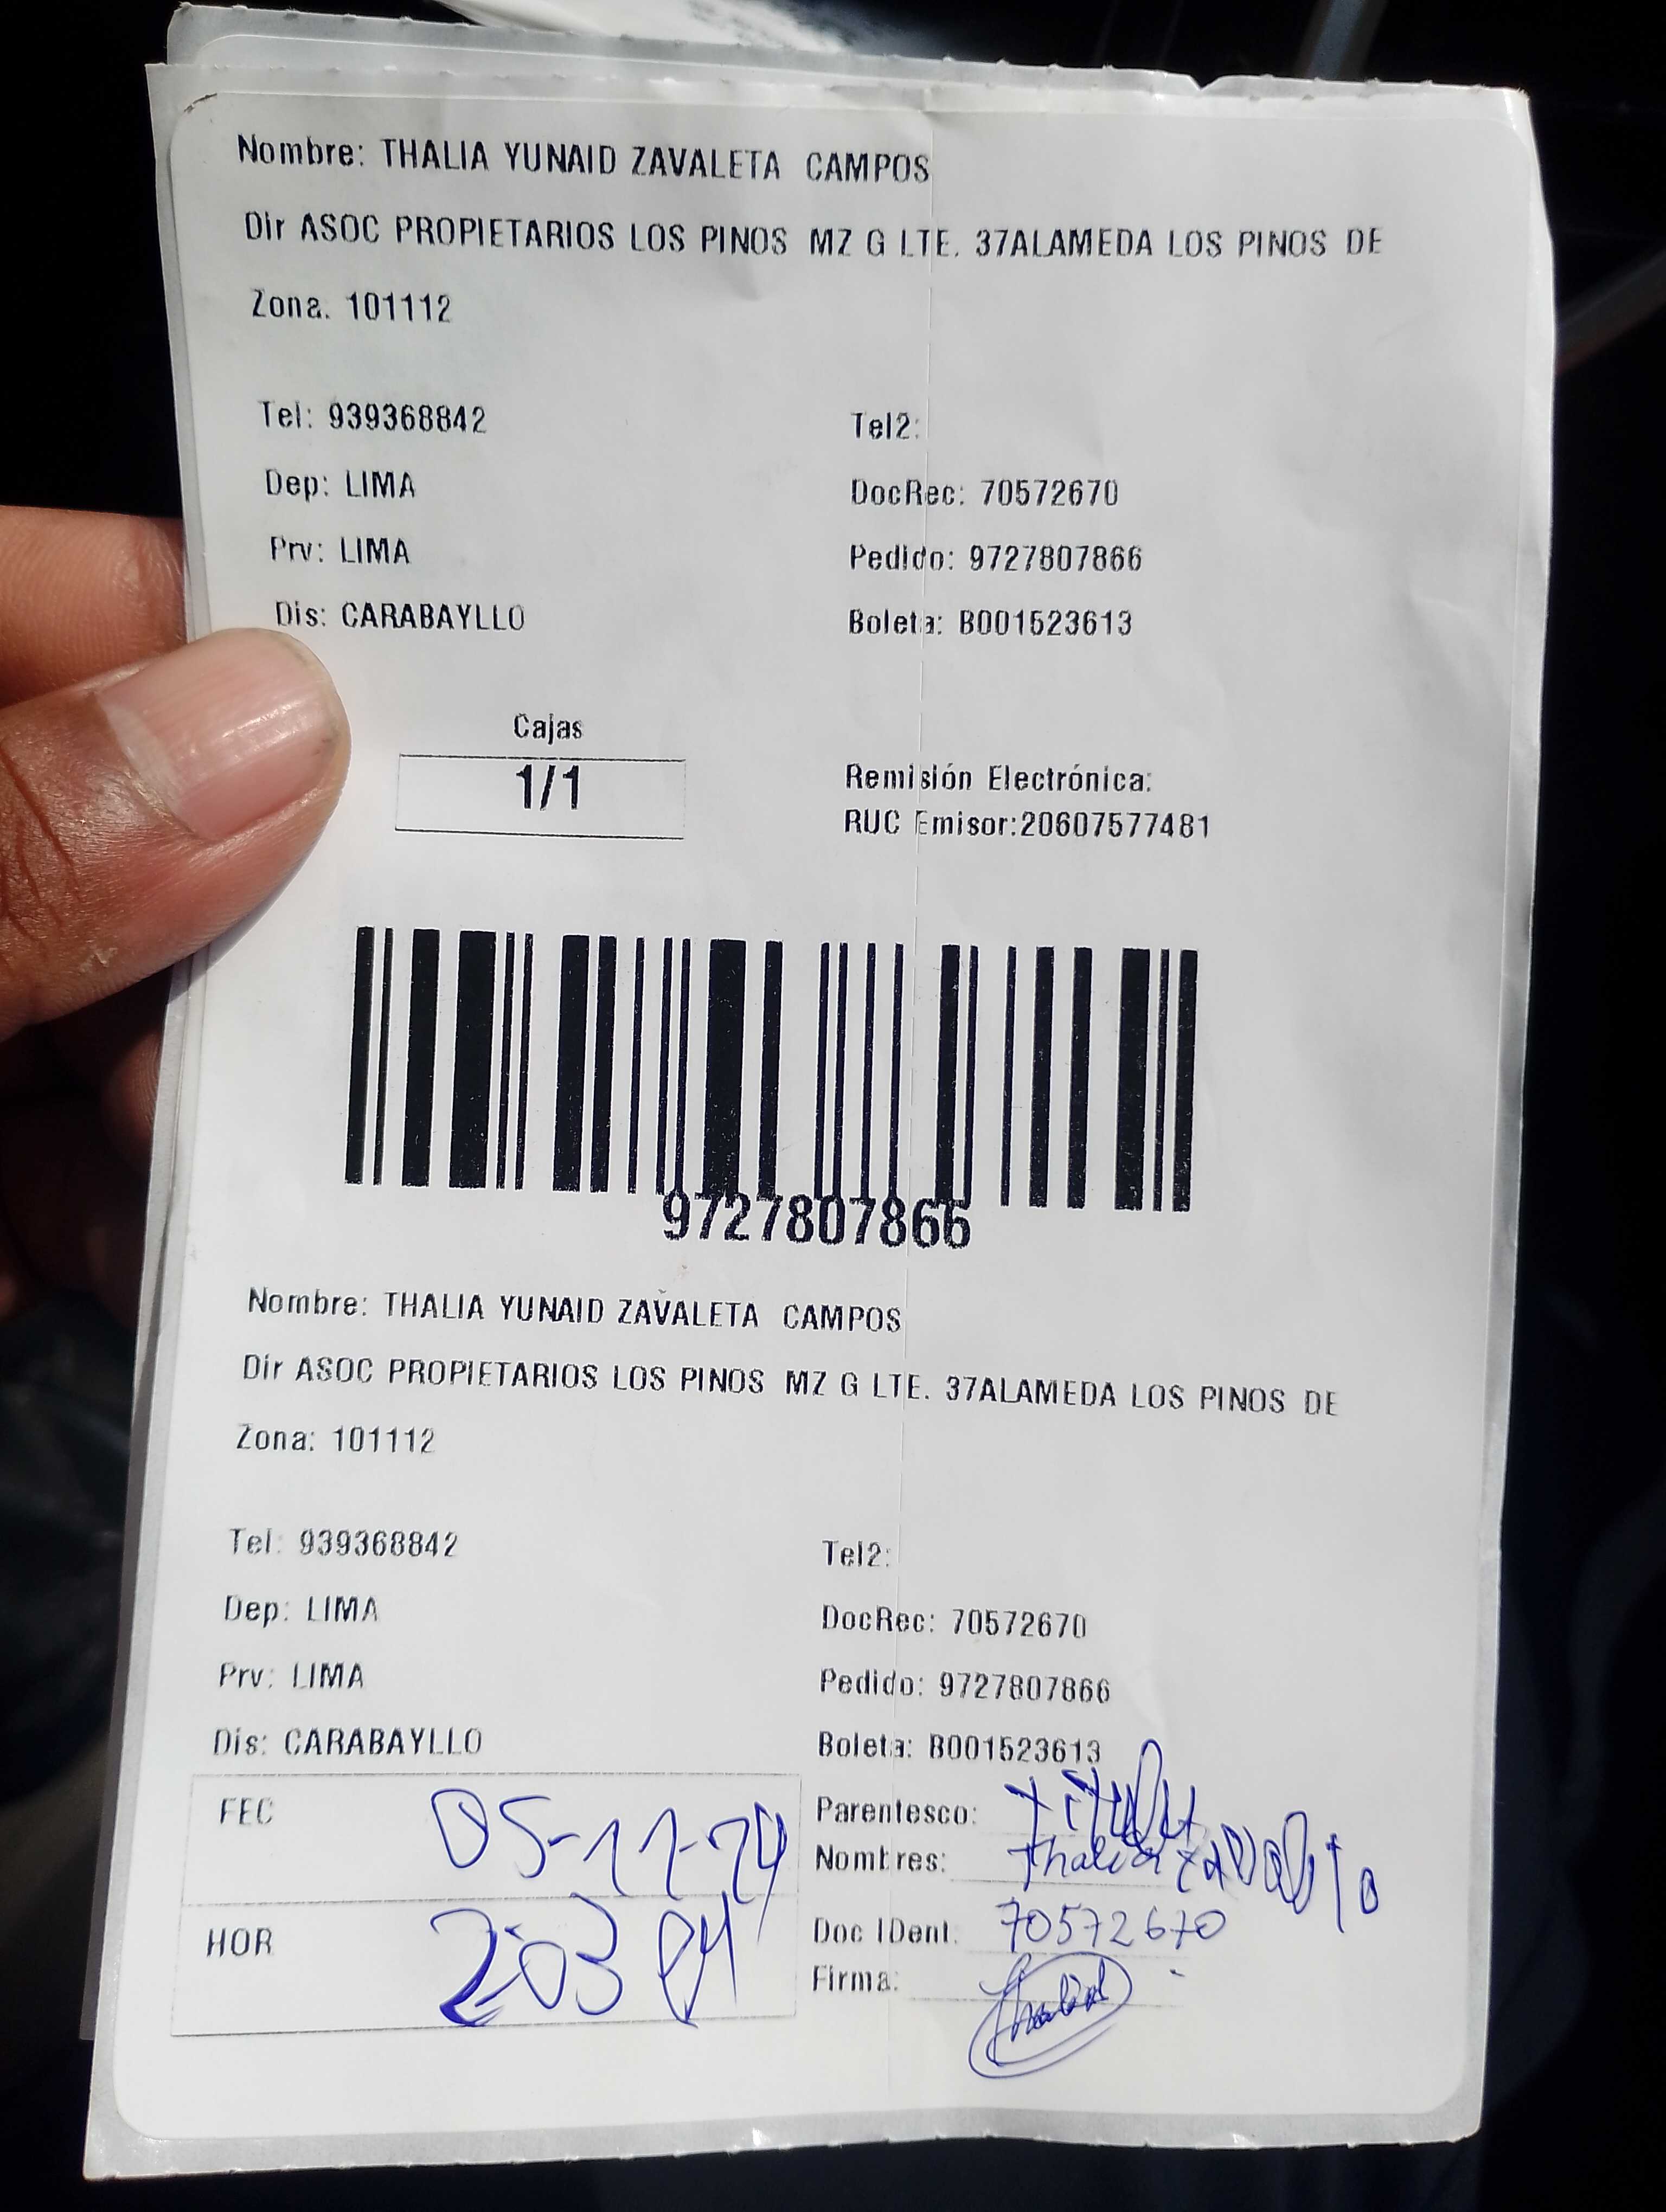 Nombre: THALIA YUNAID ZAVALETA CAMPOS
Dir ASOC PROPIETARIOS LOS PINOS MZ G LTE. 37ALAMEDA LOS PINOS DE
Zona. 101112
Tel: 939368842 Tel2:
Dep: LIMA DocRec: 70572670
Prv: LIMA Pedido: 9727807866
Dis: CARABAYLLO Boleta: B001523613
Cajas
1/1
Remisión Electrónica:
RUC Emisor:20607577481
9727807866
Nombre: THALIA YUNAID ZAVALETA CAMPOS
Dir ASOC PROPIETARIOS LOS PINOS MZ G LTE. 37ALAMEDA LOS PINOS DE
Zona: 101112
Tel: 939368842 Tel2:
Dep: LIMA DocRec: 70572670
Prv: LIMA Pedido: 9727807866
Dis: CARABAYLLO Boleta: B001523613
FEC 05-11-24 Parentesco: titular
Nombres: thalia zavaleta
HOR 2:03 PM Doc IDent: 70572670
Firma: Thalia